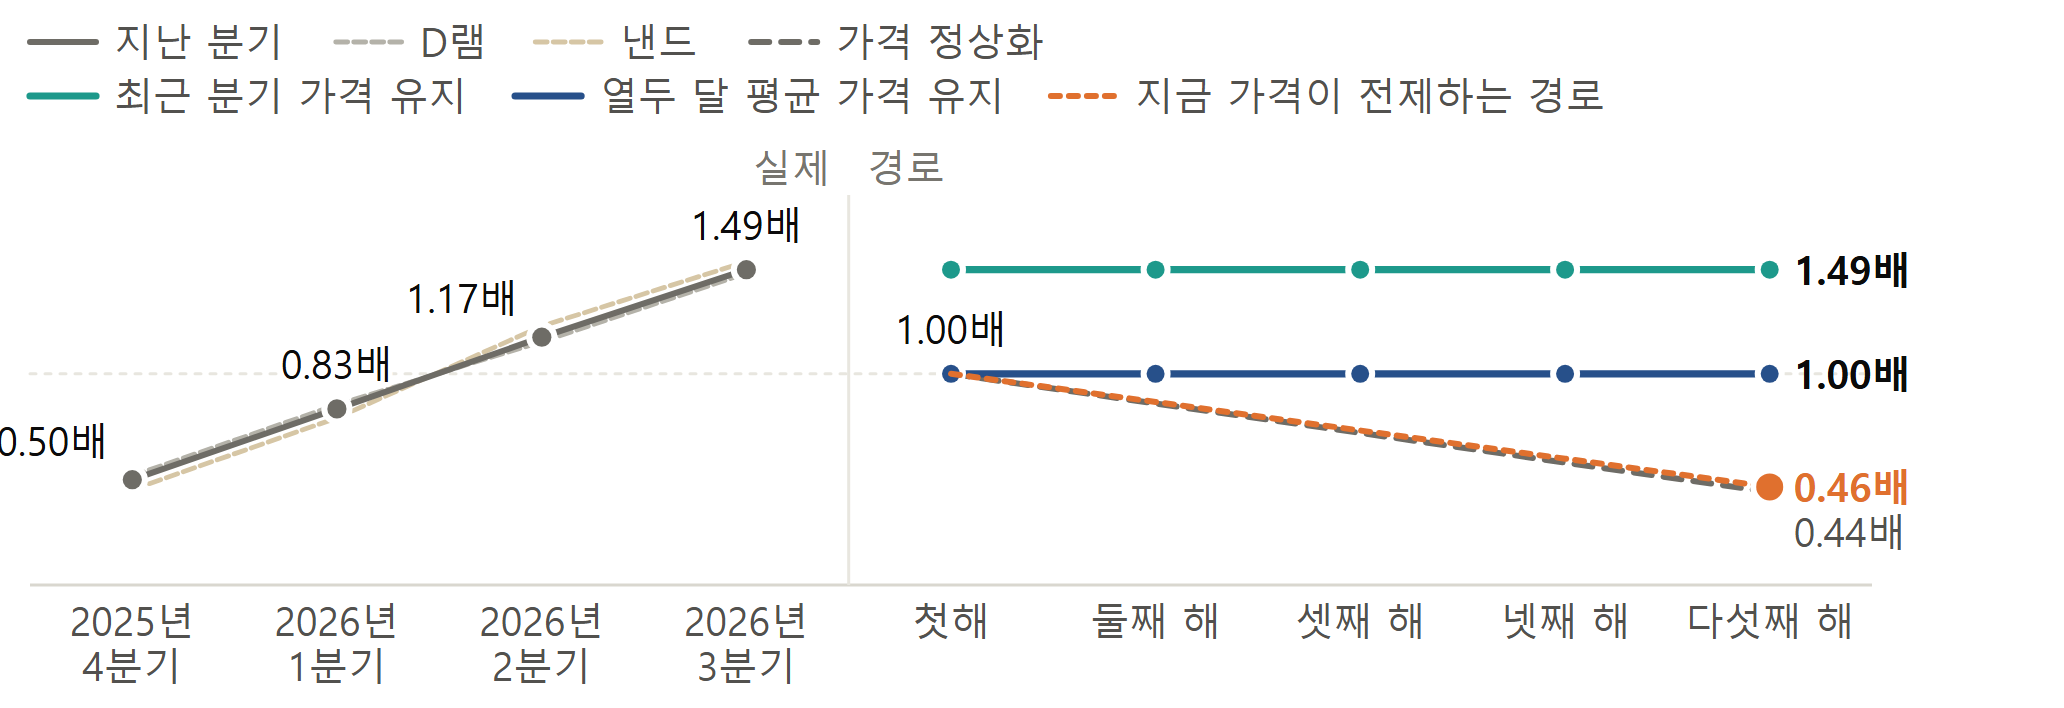 지난 분기 D램 낸드 가격 정상화
최근 분기 가격 유지 열두 달 평균 가격 유지 지금 가격이 전제하는 경로
실제 경로
1.49배
1.17배
0.83배
0.50배
1.49배
1.00배
1.00배
0.46배
0.44배
2025년 2026년 2026년 2026년 첫해 둘째 해 셋째 해 넷째 해 다섯째 해
4분기 1분기 2분기 3분기